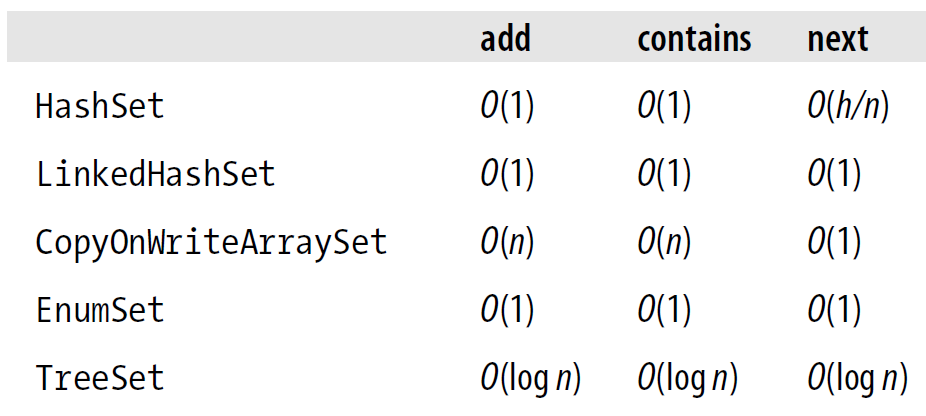 add contains next
HashSet O(1) O(1) O(h/n)
LinkedHashSet O(1) O(1) O(1)
CopyOnWriteArraySet O(n) O(n) O(1)
EnumSet O(1) O(1) O(1)
TreeSet O(log n) O(log n) O(log n)